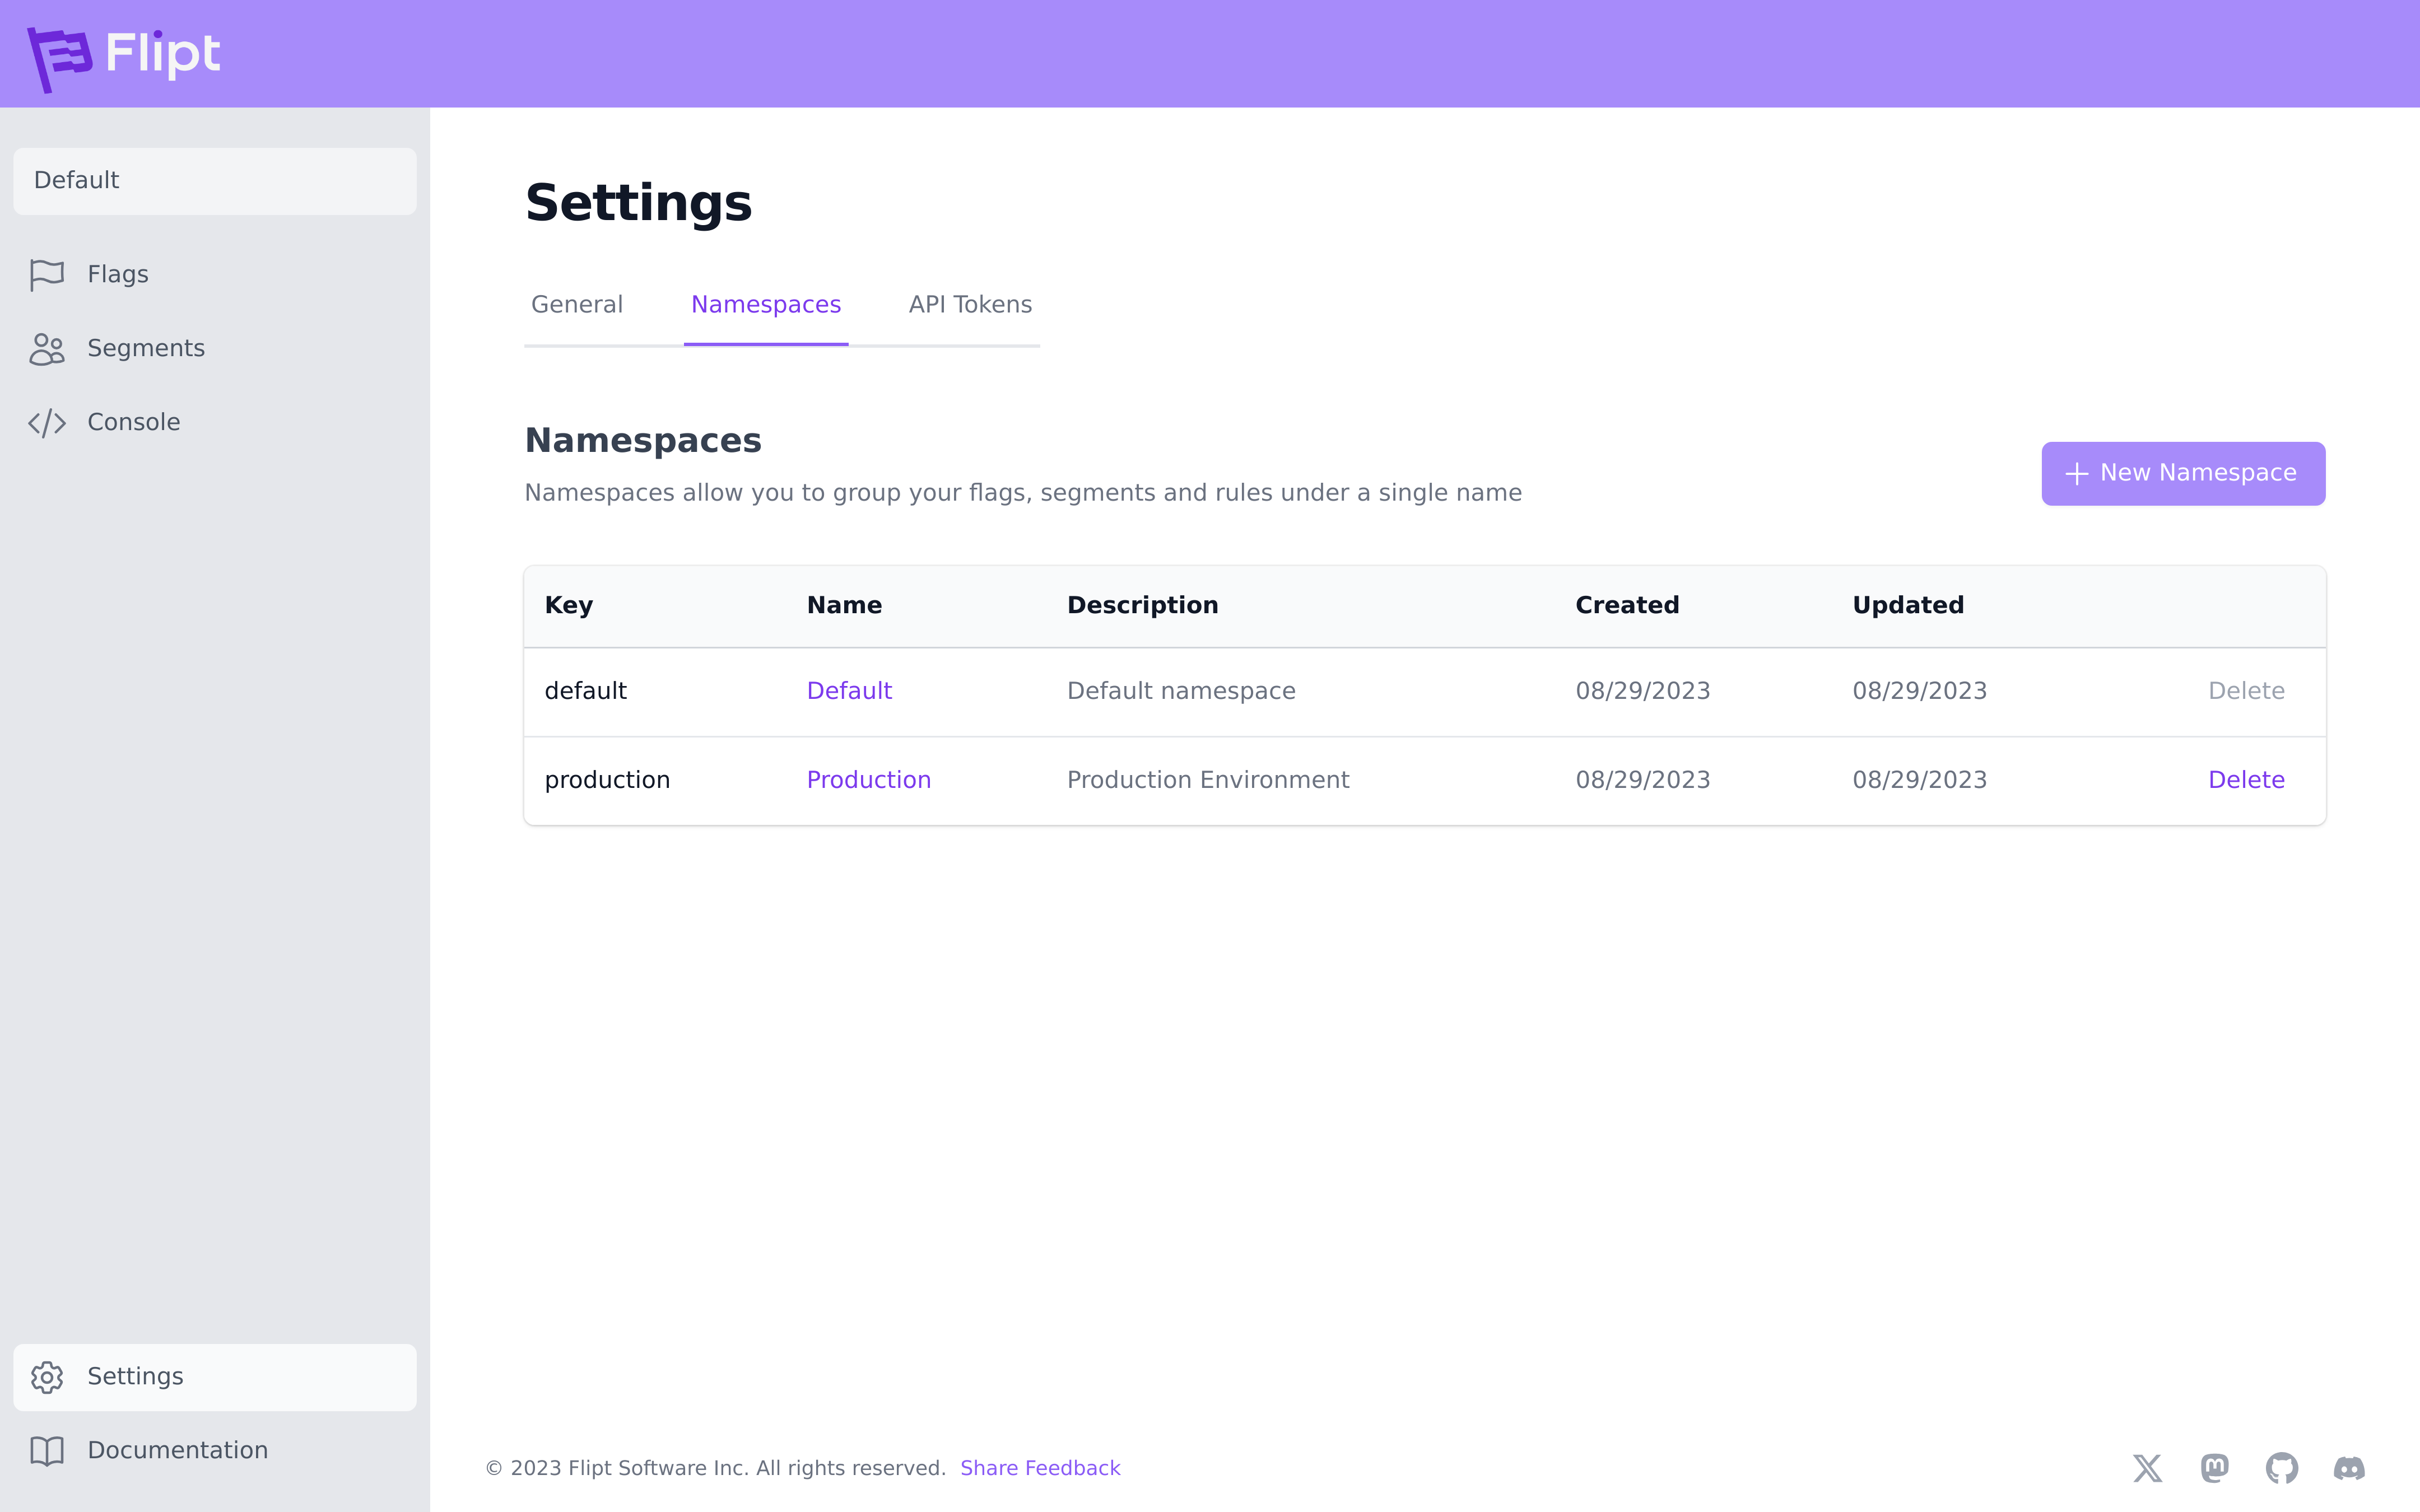 Flipt
Default
Flags
Segments
Console
Settings
Documentation
Settings
General Namespaces API Tokens
Namespaces
Namespaces allow you to group your flags, segments and rules under a single name
New Namespace
Key Name Description Created Updated
default Default Default namespace 08/29/2023 08/29/2023 Delete
production Production Production Environment 08/29/2023 08/29/2023 Delete
© 2023 Flipt Software Inc. All rights reserved. Share Feedback